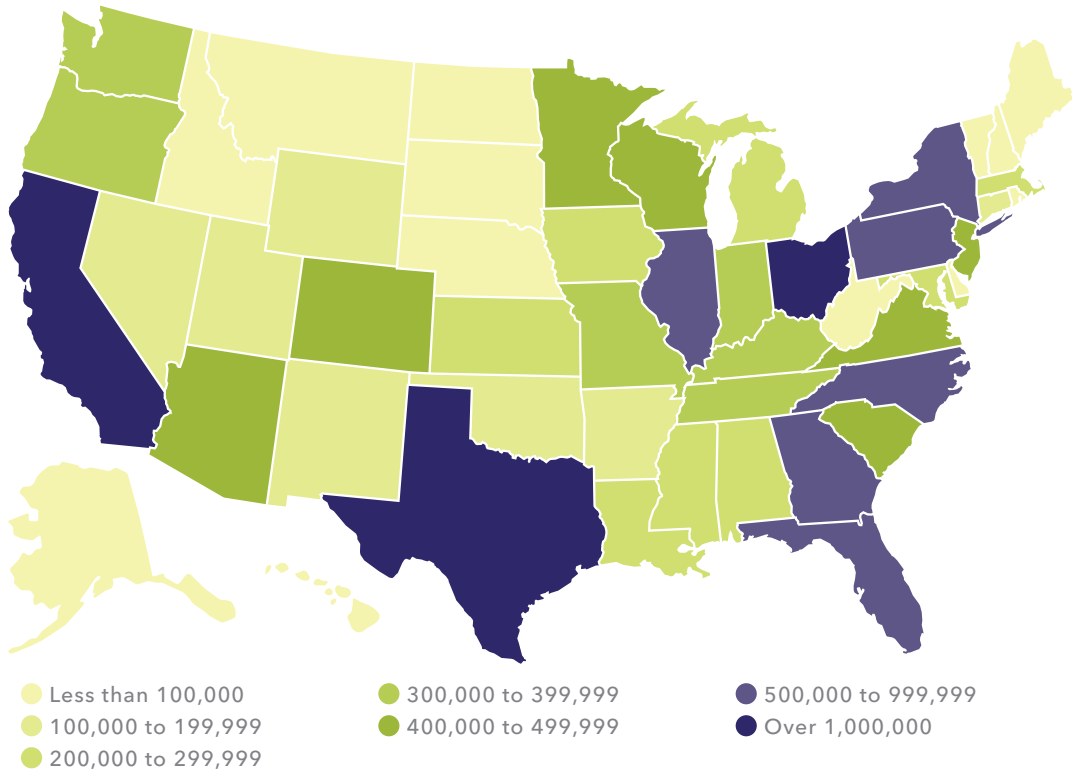 Less than 100,000
100,000 to 199,999
200,000 to 299,999
300,000 to 399,999
400,000 to 499,999
500,000 to 999,999
Over 1,000,000